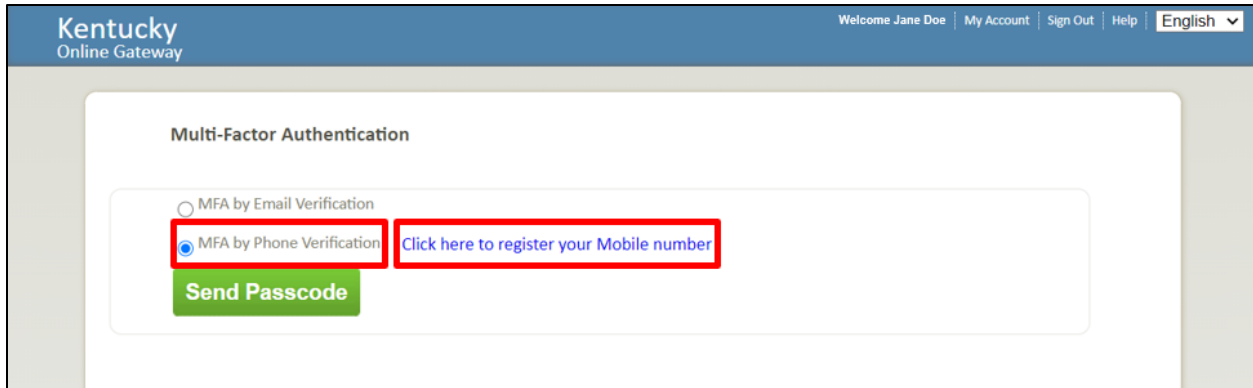 Kentucky
Online Gateway
Welcome Jane Doe My Account Sign Out Help English
Multi-Factor Authentication
MFA by Email Verification
MFA by Phone Verification Click here to register your Mobile number
Send Passcode